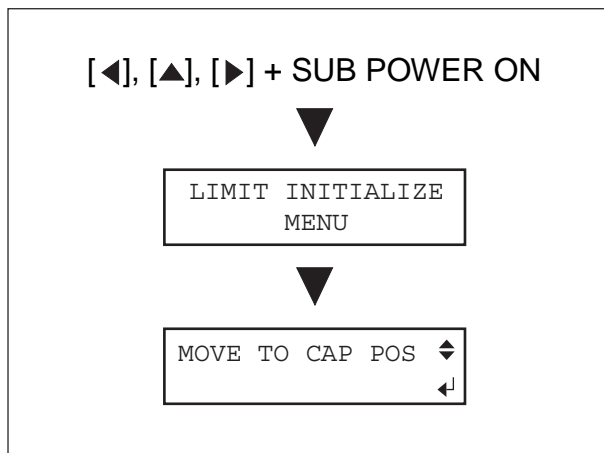 [◀], [▲], [▶] + SUB POWER ON
LIMIT INITIALIZE
MENU
MOVE TO CAP POS